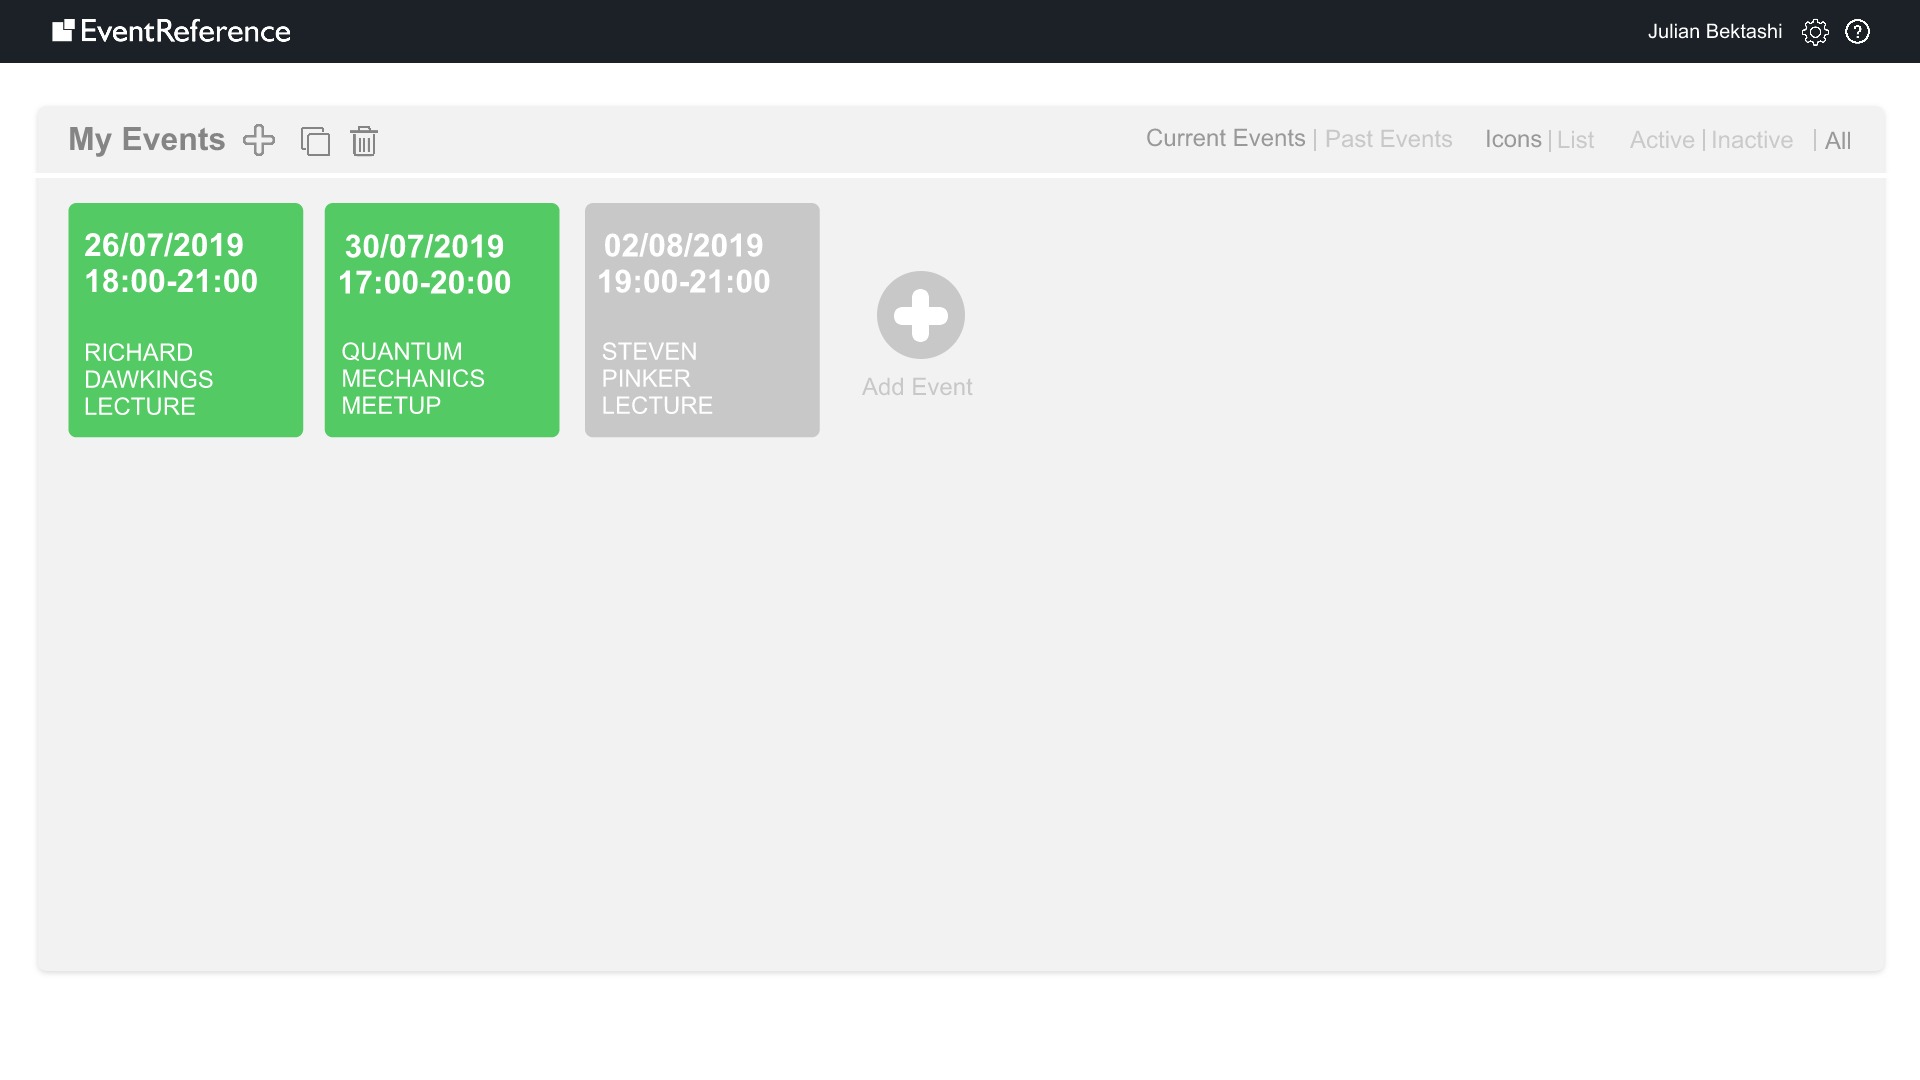 EventReference
Julian Bektashi
?
My Events
Current Events | Past Events
Icons | List
Active | Inactive | All
26/07/2019
18:00-21:00
RICHARD
DAWKINGS
LECTURE
30/07/2019
17:00-20:00
QUANTUM
MECHANICS
MEETUP
02/08/2019
19:00-21:00
STEVEN
PINKER
LECTURE
Add Event